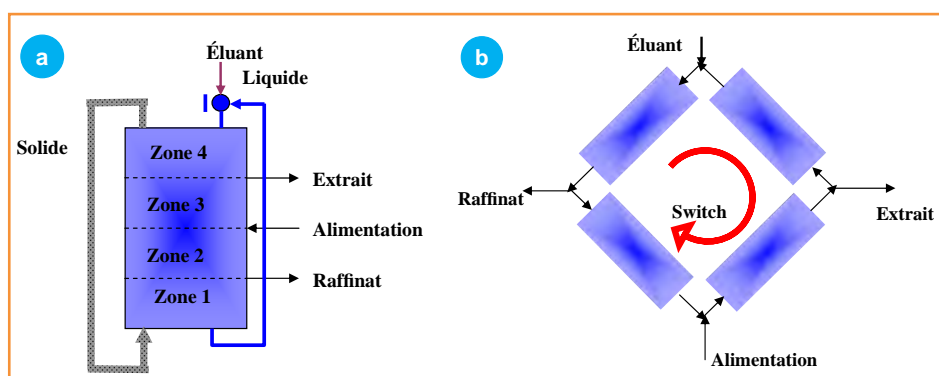 a
Éluant
Liquide
Solide
Zone 4
Extrait
Zone 3
Alimentation
Zone 2
Raffinat
Zone 1
b
Éluant
Raffinat
Switch
Extrait
Alimentation